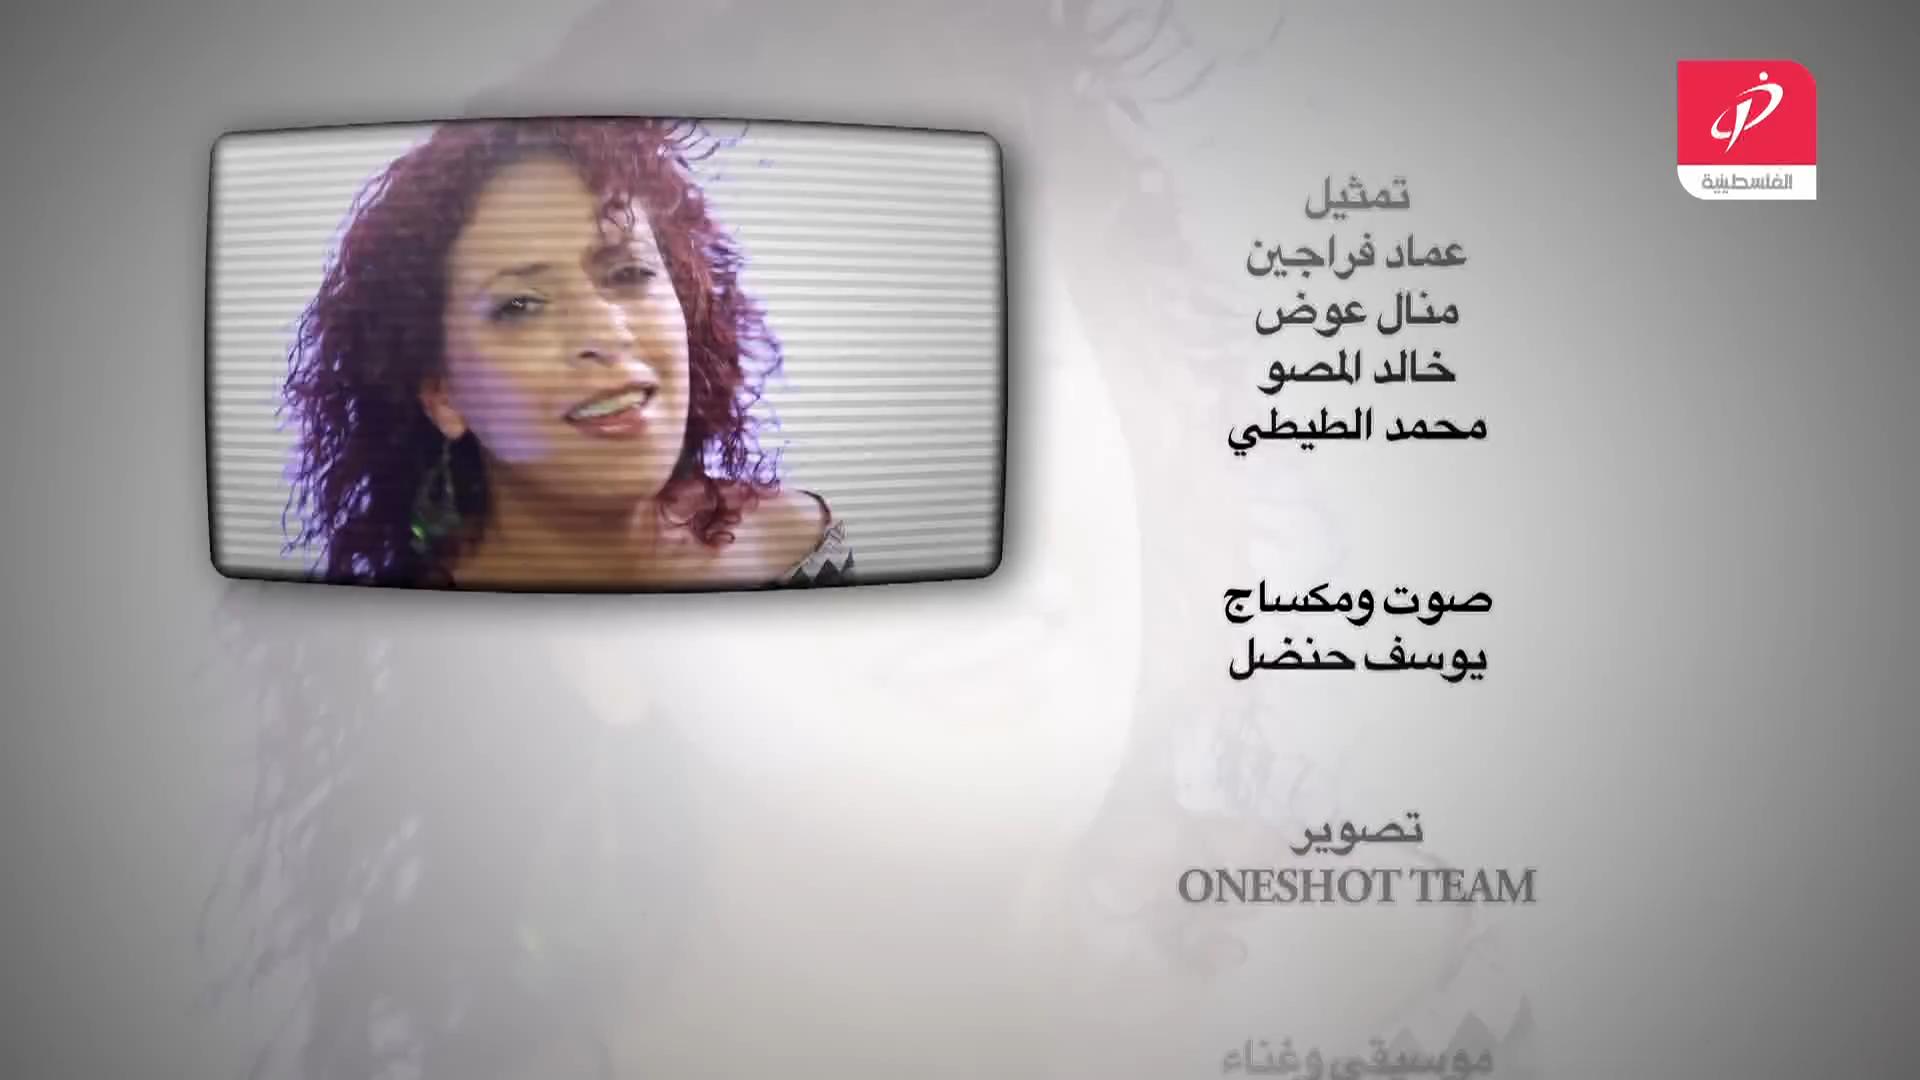 الفلسطينية
تمثيل
عماد فراجين
منال عوض
خالد المصو
محمد الطيطي
صوت ومكساج
يوسف حنضل
تصوير
ONESHOT TEAM
موسيقى وغناء